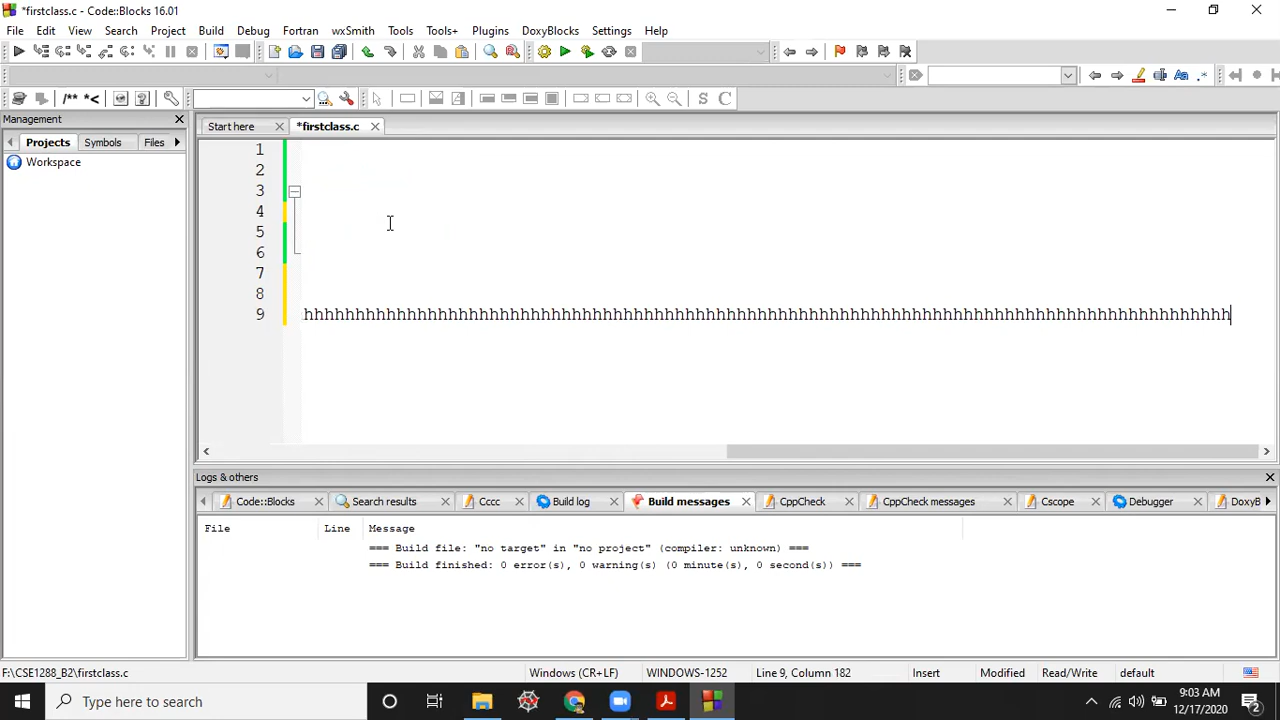 *firstclass.c - Code::Blocks 16.01
File Edit View Search Project Build Debug Fortran wxSmith Tools Tools+ Plugins DoxyBlocks Settings Help
/** *<
S C
Management
Start here *firstclass.c
Projects Symbols Files
Workspace
1
2
3
4
5
6
7
8
9
Logs & others
Code::Blocks Search results Cccc Build log Build messages CppCheck CppCheck messages Cscope Debugger DoxyB
File Line Message
=== Build file: "no target" in "no project" (compiler: unknown) ===
=== Build finished: 0 error(s), 0 warning(s) (0 minute(s), 0 second(s)) ===
F:\CSE1288_B2\firstclass.c Windows (CR+LF) WINDOWS-1252 Line 9, Column 182 Insert Modified Read/Write default
Type here to search
9:03 AM
12/17/2020
2